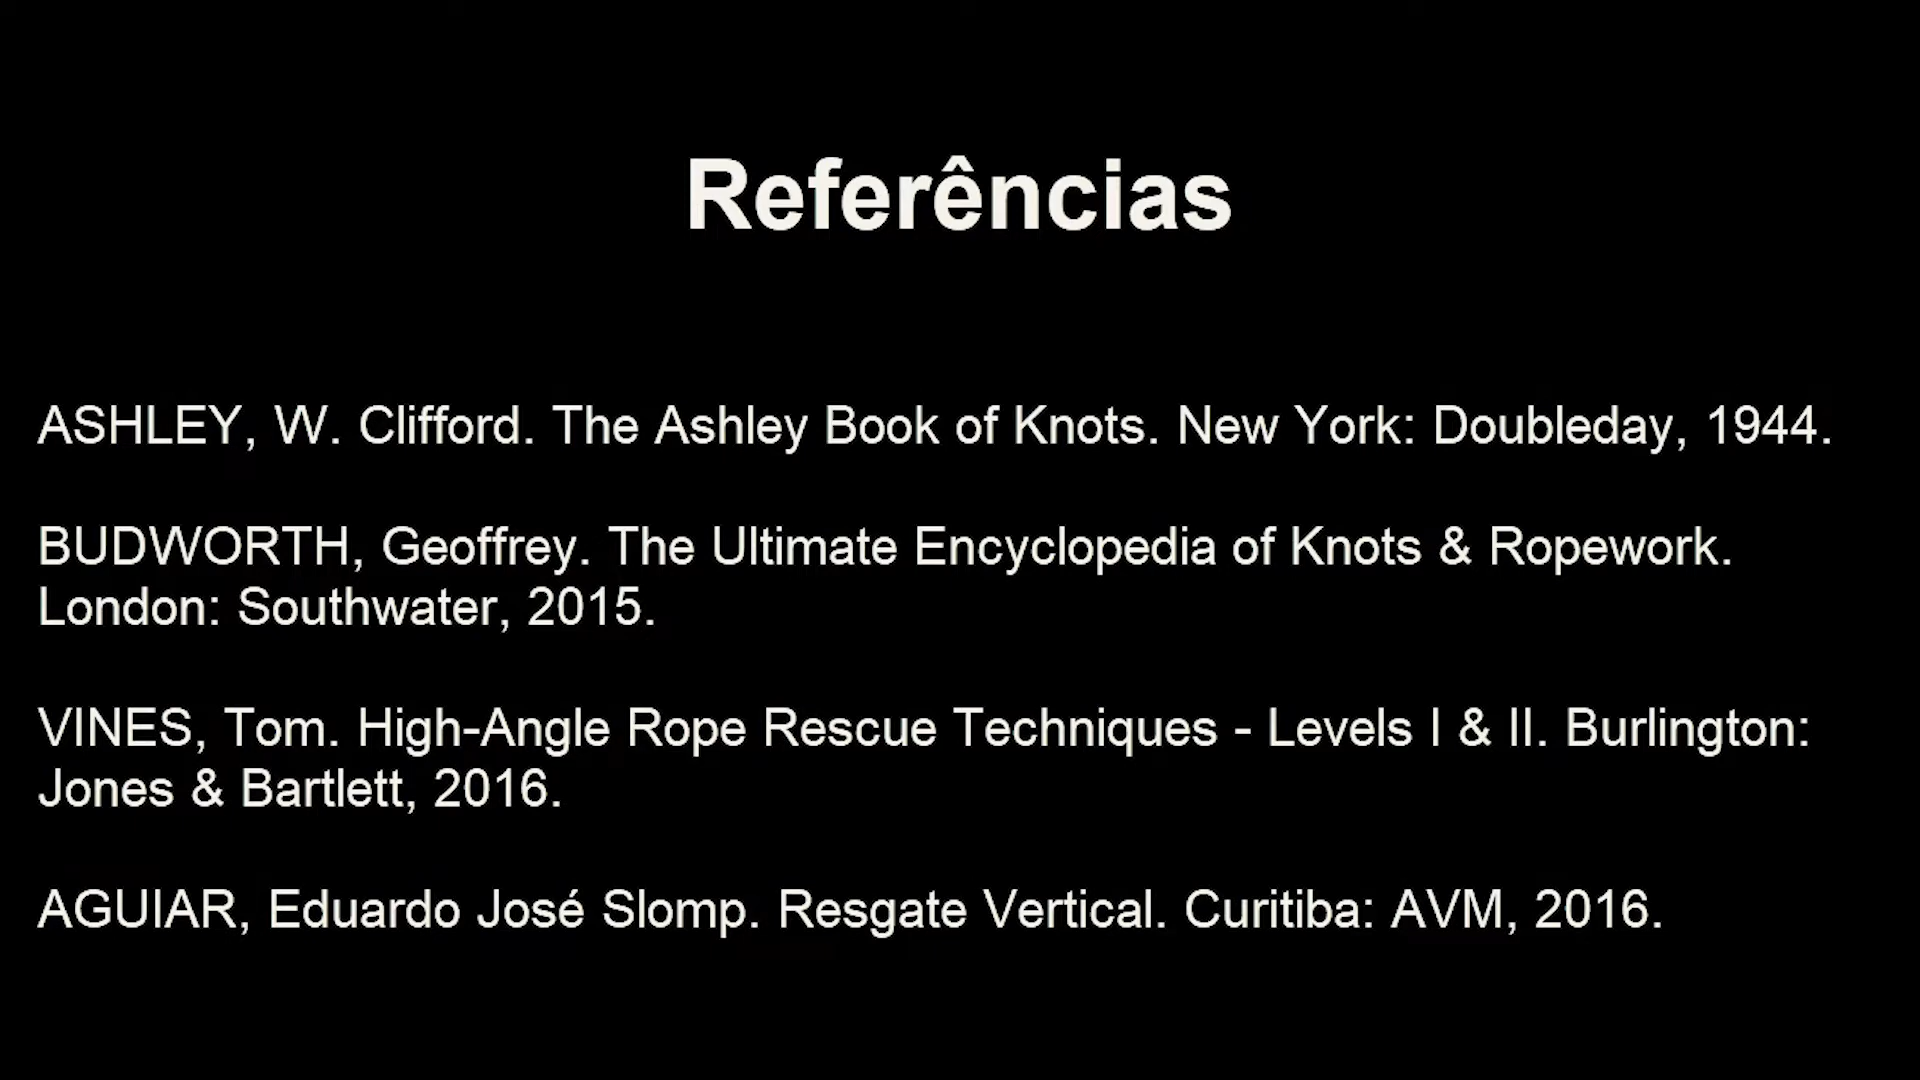 Referências
ASHLEY, W. Clifford. The Ashley Book of Knots. New York: Doubleday, 1944.
BUDWORTH, Geoffrey. The Ultimate Encyclopedia of Knots & Ropework.
London: Southwater, 2015.
VINES, Tom. High-Angle Rope Rescue Techniques - Levels I & II. Burlington:
Jones & Bartlett, 2016.
AGUIAR, Eduardo José Slomp. Resgate Vertical. Curitiba: AVM, 2016.